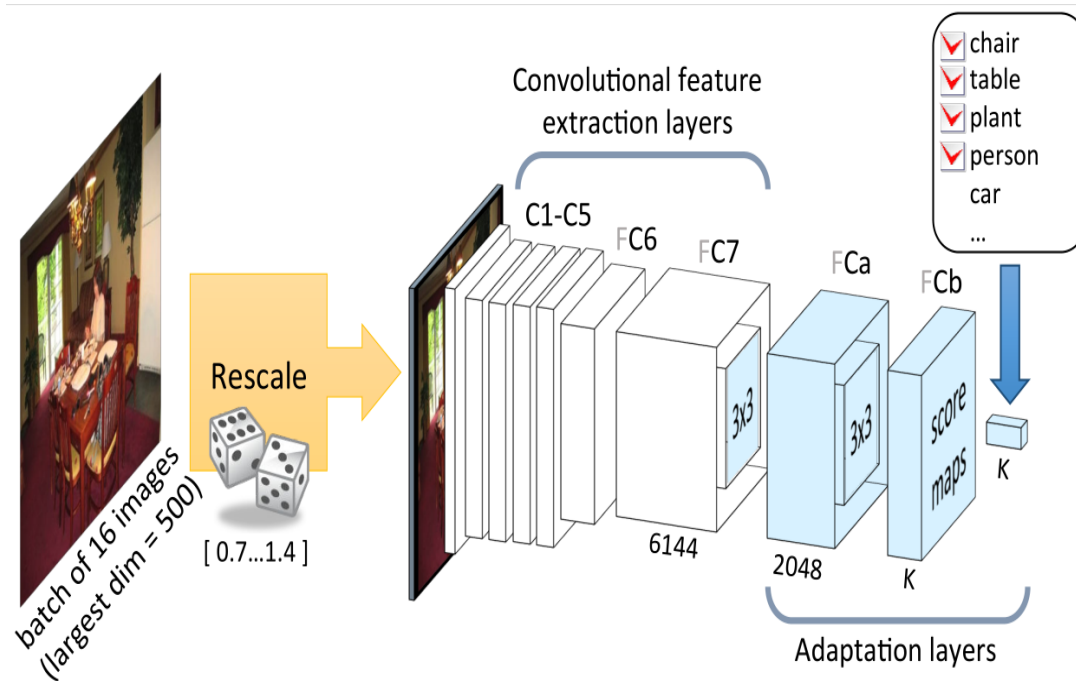 batch of 16 images
(largest dim = 500)
Rescale
[ 0.7...1.4 ]
Convolutional feature
extraction layers
C1-C5
FC6
FC7
3x3
6144
FCa
3x3
2048
FCb
score
maps
K
Adaptation layers
chair
table
plant
person
car
...
K